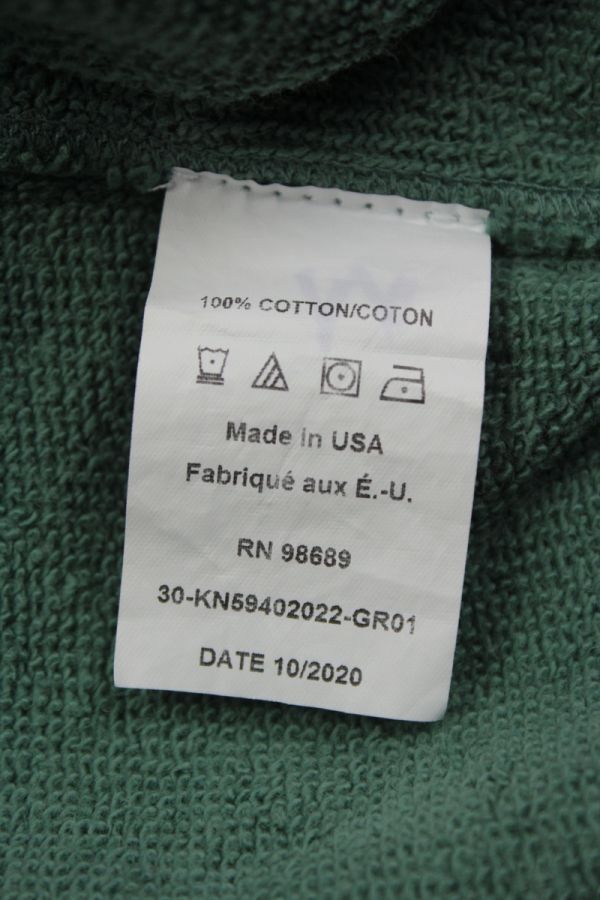 100% COTTON/COTON
Made in USA
Fabriqué aux É.-U.
RN 98689
30-KN59402022-GR01
DATE 10/2020